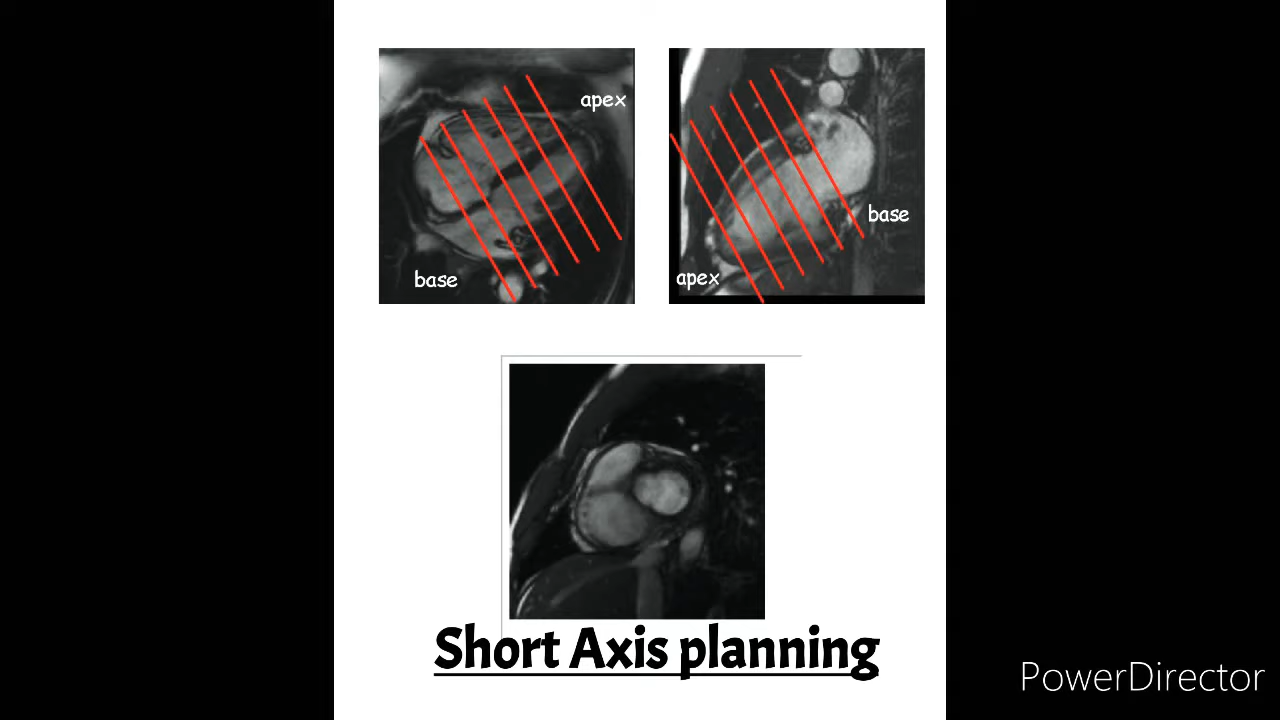 apex
base
base
apex
Short Axis planning
PowerDirector